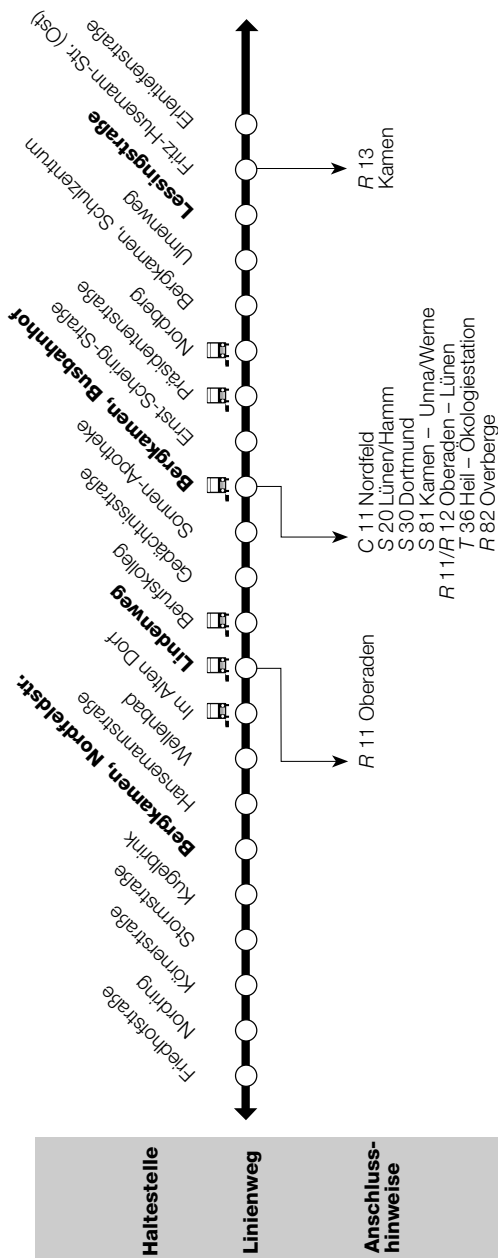 Haltestelle
Friedhofstraße
Nordring
Körnerstraße
Stormstraße
Kugelbrink
Bergkamen, Nordfeldstr.
Hansemannstraße
Wellenbad
Im Alten Dorf
Lindenweg
Berufskolleg
Gedächtnisstraße
Sonnen-Apotheke
Bergkamen, Busbahnhof
Ernst-Schering-Straße
Präsidentenstraße
Nordberg
Bergkamen, Schulzentrum
Ulmenweg
Lessingstraße
Fritz-Husemann-Str. (Ost)
Erlentiefenstraße
Linienweg
Anschluss-
hinweise
R 11 Oberaden
C 11 Nordfeld
S 20 Lünen/Hamm
S 30 Dortmund
S 81 Kamen – Unna/Werne
R 11/R 12 Oberaden – Lünen
T 36 Heil – Ökologiestation
R 82 Overberge
R 13
Kamen